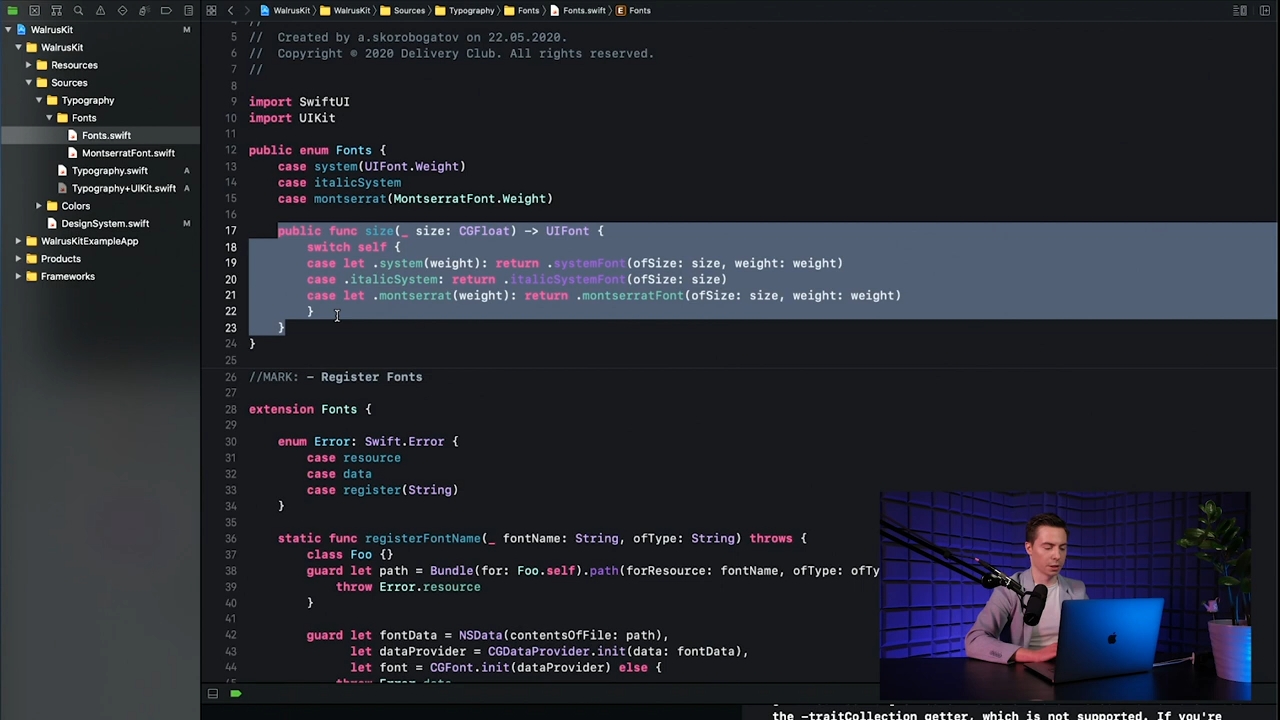 WalrusKit
WalrusKit
Sources
Typography
Fonts
Fonts.swift
E
Fonts
WalrusKit
M
WalrusKit
Resources
Sources
Typography
Fonts
Fonts.swift
MontserratFont.swift
Typography.swift
A
Typography+UIKit.swift
A
Colors
DesignSystem.swift
A
WalrusKitExampleApp
Products
Frameworks
4 //
5 //  Created by a.skorobogatov on 22.05.2020.
6 //  Copyright © 2020 Delivery Club. All rights reserved.
7 //
8
9 import SwiftUI
10 import UIKit
11
12 public enum Fonts {
13 case system(UIFont.Weight)
14 case italicSystem
15 case montserrat(MontserratFont.Weight)
16
17 public func size(_ size: CGFloat) -> UIFont {
18 switch self {
19 case let .system(weight): return .systemFont(ofSize: size, weight: weight)
20 case .italicSystem: return .italicSystemFont(ofSize: size)
21 case let .montserrat(weight): return .montserratFont(ofSize: size, weight: weight)
22 }
23 }
24 }
25
26 //MARK: - Register Fonts
27
28 extension Fonts {
29
30 enum Error: Swift.Error {
31 case resource
32 case data
33 case register(String)
34 }
35
36 static func registerFontName(_ fontName: String, ofType: String) throws {
37 class Foo {}
38 guard let path = Bundle(for: Foo.self).path(forResource: fontName, ofType: ofTy
39 throw Error.resource
40 }
41
42 guard let fontData = NSData(contentsOfFile: path),
43 let dataProvider = CGDataProvider.init(data: fontData),
44 let font = CGFont.init(dataProvider) else {
45 throw Error.data
the -traitCollection getter, which is not supported. If you're